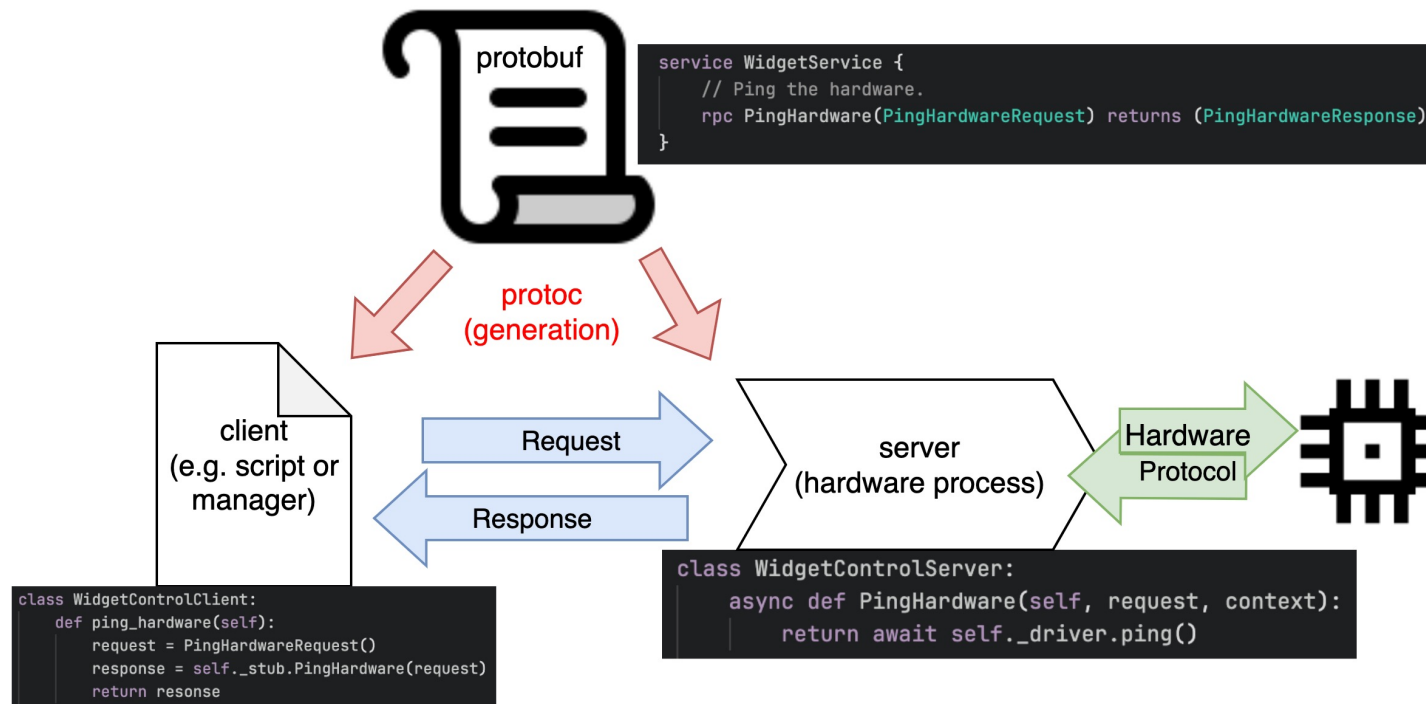 protobuf
service WidgetService {
// Ping the hardware.
rpc PingHardware(PingHardwareRequest) returns (PingHardwareResponse)
}
protoc
(generation)
client
(e.g. script or
manager)
Request
Response
server
(hardware process)
Hardware
Protocol
class WidgetControlClient:
def ping_hardware(self):
request = PingHardwareRequest()
response = self._stub.PingHardware(request)
return resonse
class WidgetControlServer:
async def PingHardware(self, request, context):
return await self._driver.ping()